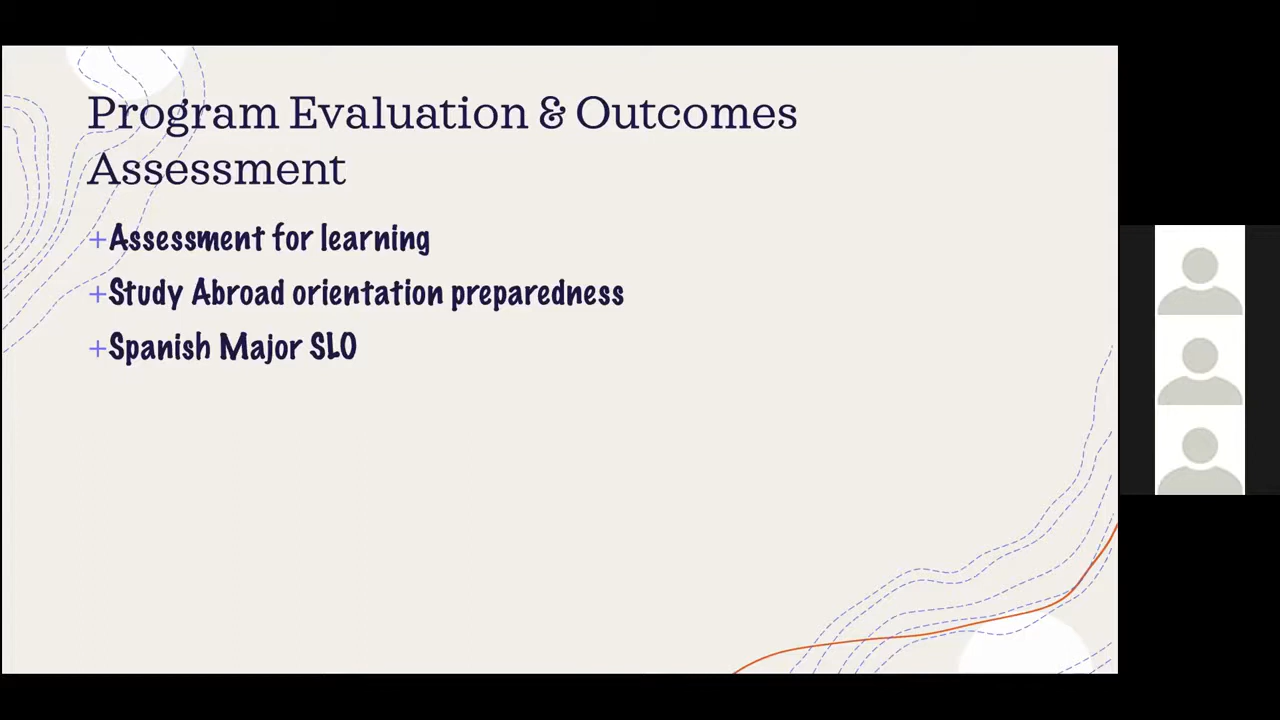 Program Evaluation & Outcomes
Assessment
+Assessment for learning
+Study Abroad orientation preparedness
+Spanish Major SLO